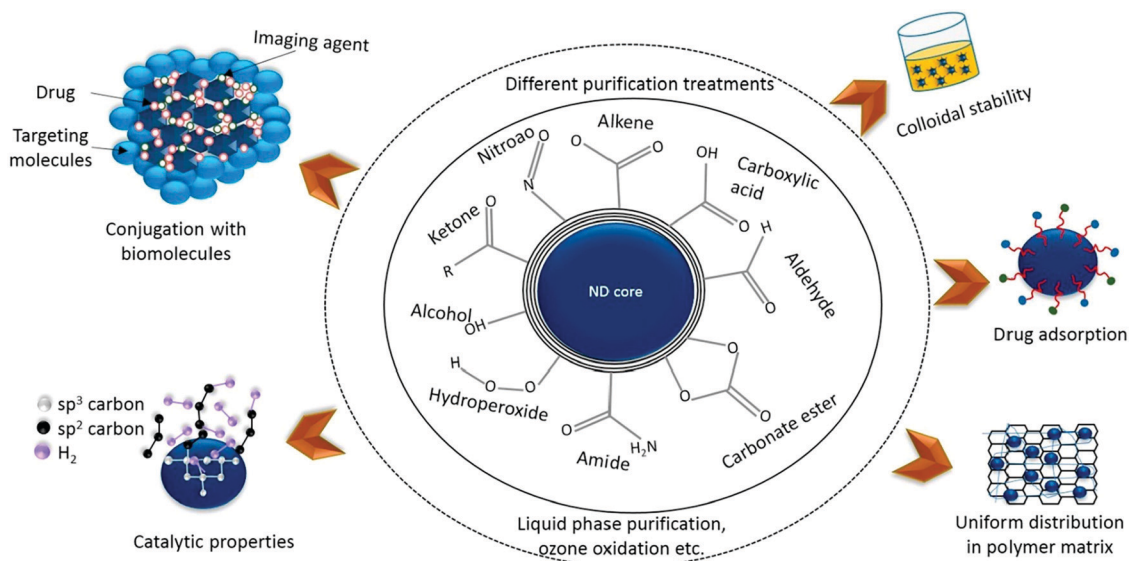 Imaging agent
Drug
Targeting
molecules
Conjugation with
biomolecules
sp³ carbon
sp² carbon
H₂
Catalytic properties
Different purification treatments
Nitroao
O
N
Alkene
O
O
Carboxylic
acid
OH
O
Ketone
O
R
Aldehyde
H
O
ND core
Alcohol
OH
Hydroperoxide
H
O
O
Amide
O
H₂N
Carbonate ester
O
O
O
Liquid phase purification,
ozone oxidation etc.
Colloidal stability
Drug adsorption
Uniform distribution
in polymer matrix